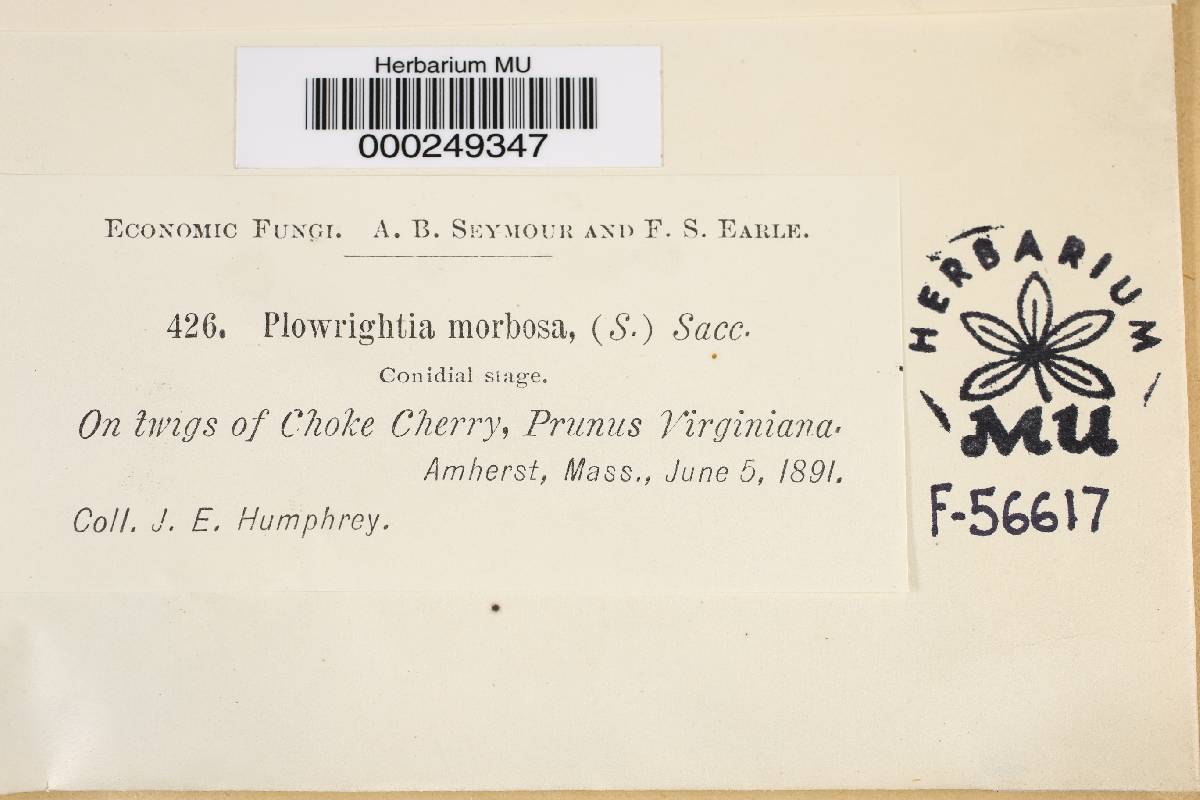 Herbarium MU
000249347
Economic Fungi. A. B. Seymour and F. S. Earle.
426. Plowrightia morbosa, (S.) Sacc.
Conidial stage.
On twigs of Choke Cherry, Prunus Virginiana.
Amherst, Mass., June 5, 1891.
Coll. J. E. Humphrey.
HERBARIUM
MU
F-56617